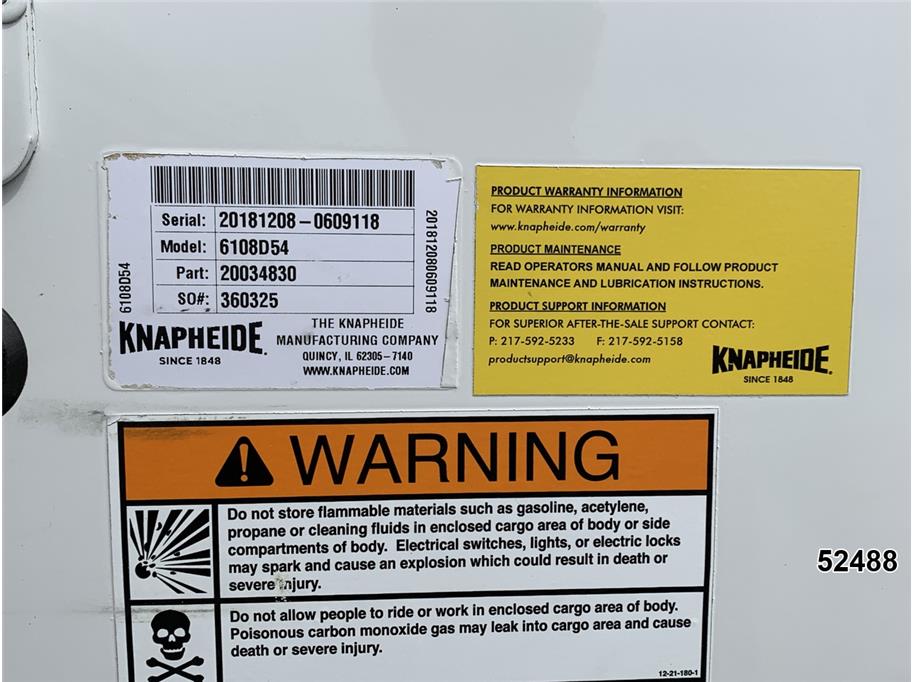 Serial: 20181208-0609118
Model: 6108D54
Part: 20034830
SO#: 360325
6108D54
201812080609118
KNAPHEIDE.
SINCE 1848
THE KNAPHEIDE
MANUFACTURING COMPANY
QUINCY, IL 62305-7140
WWW.KNAPHEIDE.COM
PRODUCT WARRANTY INFORMATION
FOR WARRANTY INFORMATION VISIT:
www.knapheide.com/warranty
PRODUCT MAINTENANCE
READ OPERATORS MANUAL AND FOLLOW PRODUCT
MAINTENANCE AND LUBRICATION INSTRUCTIONS.
PRODUCT SUPPORT INFORMATION
FOR SUPERIOR AFTER-THE-SALE SUPPORT CONTACT:
P: 217-592-5233 F: 217-592-5158
productsupport@knapheide.com
KNAPHEIDE.
SINCE 1848
WARNING
Do not store flammable materials such as gasoline, acetylene,
propane or cleaning fluids in enclosed cargo area of body or side
compartments of body. Electrical switches, lights, or electric locks
may spark and cause an explosion which could result in death or
severe injury.
Do not allow people to ride or work in enclosed cargo area of body.
Poisonous carbon monoxide gas may leak into cargo area and cause
death or severe injury.
12-21-180-1
52488